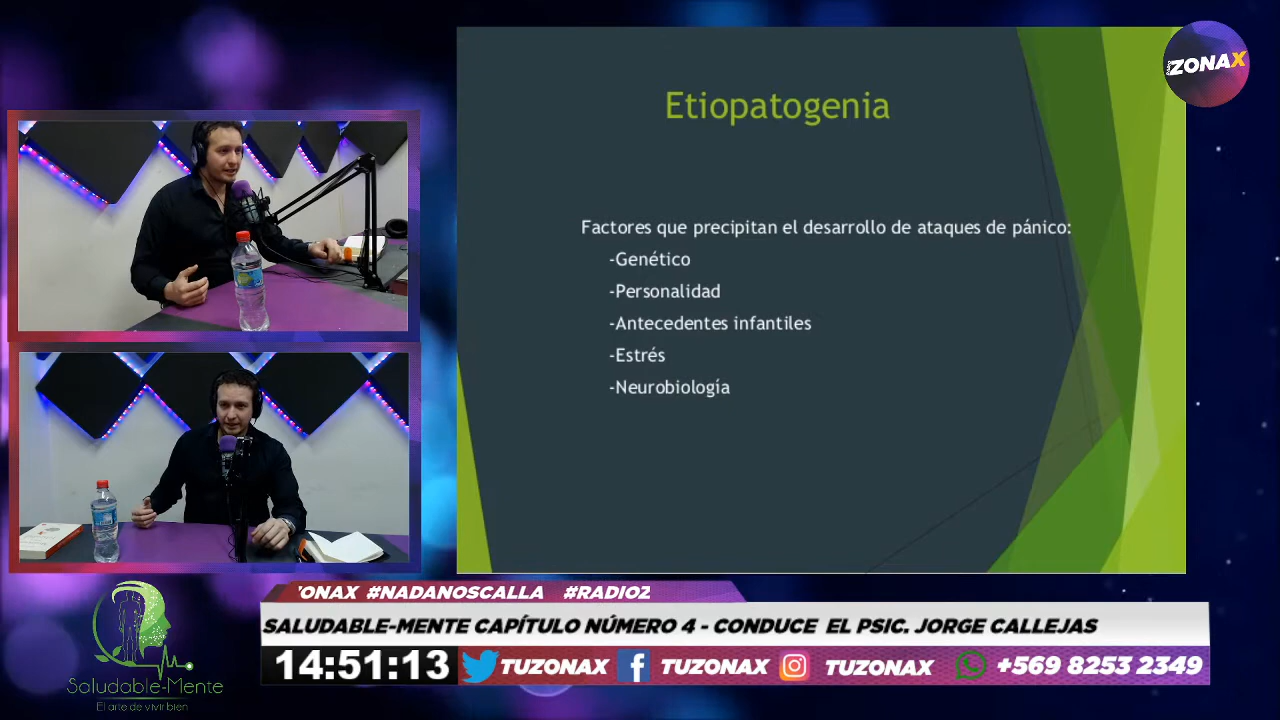 ZONAX
Etiopatogenia
Factores que precipitan el desarrollo de ataques de pánico:
-Genético
-Personalidad
-Antecedentes infantiles
-Estrés
-Neurobiología
Saludable-Mente
El arte de vivir bien
ONAX #NADANOSCALLA #RADIOZ
SALUDABLE-MENTE CAPÍTULO NÚMERO 4 - CONDUCE EL PSIC. JORGE CALLEJAS
14:51:13 TUZONAX TUZONAX TUZONAX +569 8253 2349